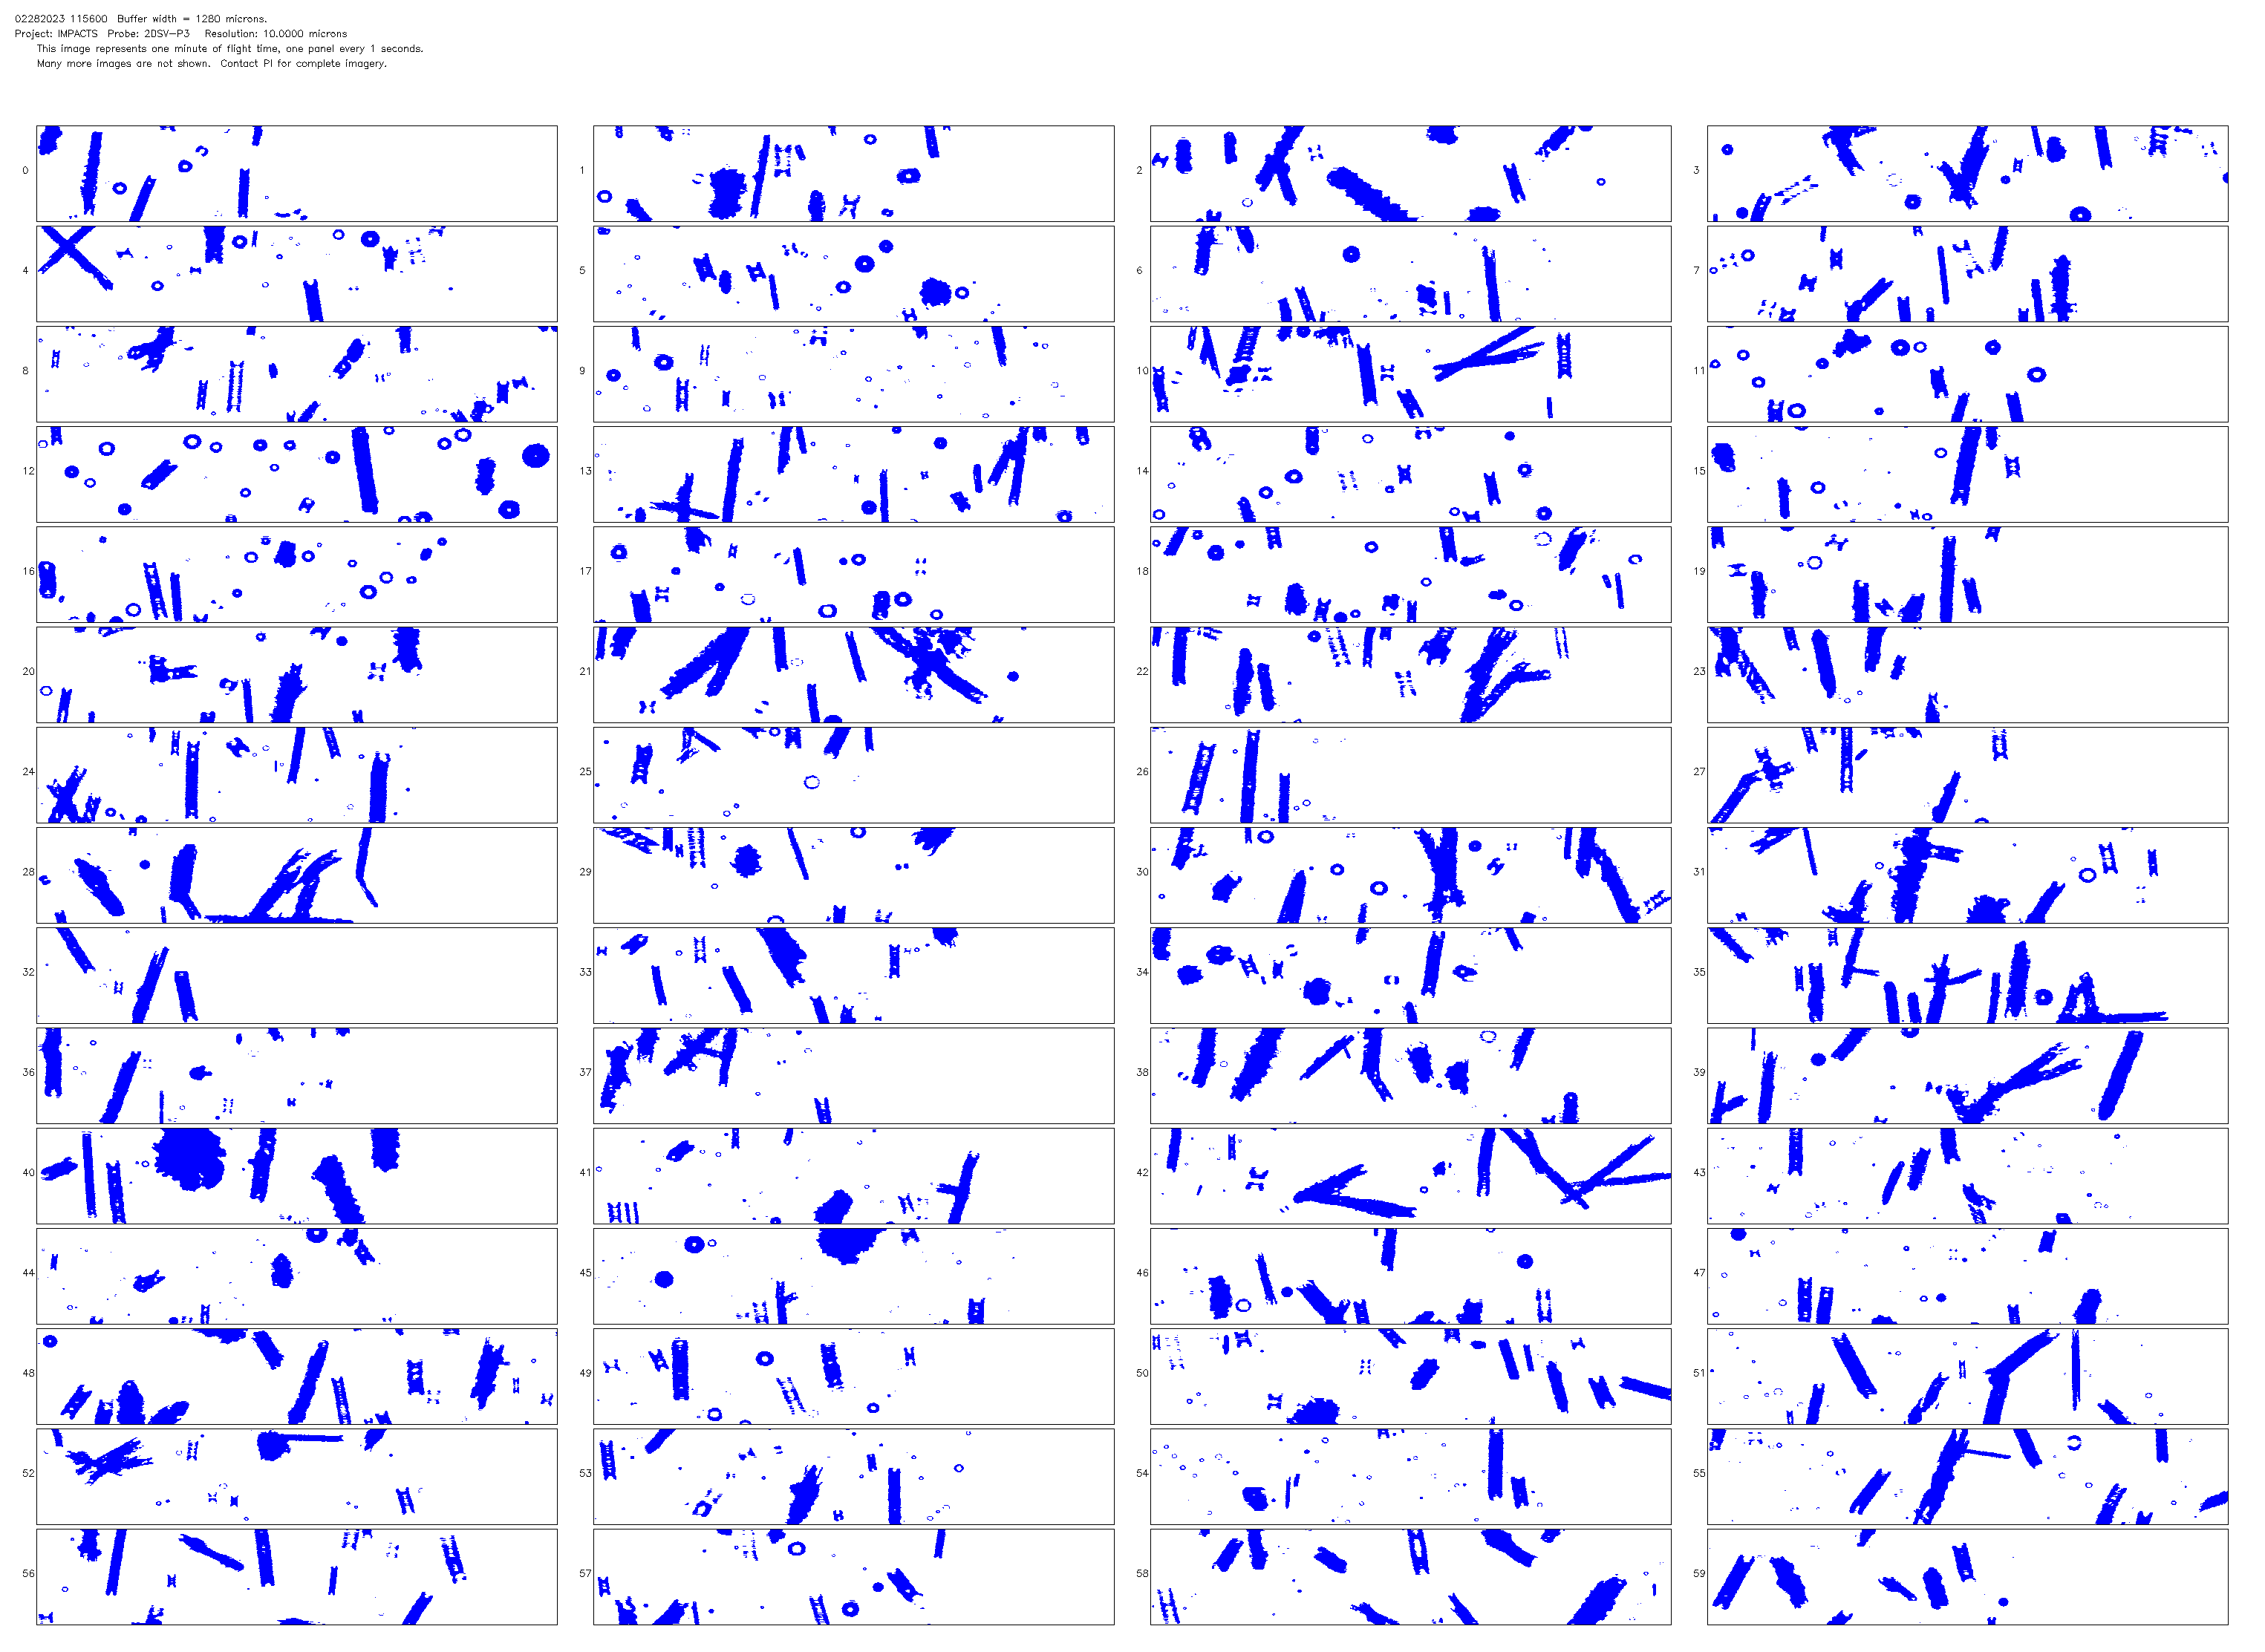 02282023 115600  Buffer width = 1280 microns.
Project: IMPACTS  Probe: 2DSV-P3    Resolution: 10.0000 microns
This image represents one minute of flight time, one panel every 1 seconds.
Many more images are not shown.  Contact PI for complete imagery.
0 1 2 3
4 5 6 7
8 9 10 11
12 13 14 15
16 17 18 19
20 21 22 23
24 25 26 27
28 29 30 31
32 33 34 35
36 37 38 39
40 41 42 43
44 45 46 47
48 49 50 51
52 53 54 55
56 57 58 59